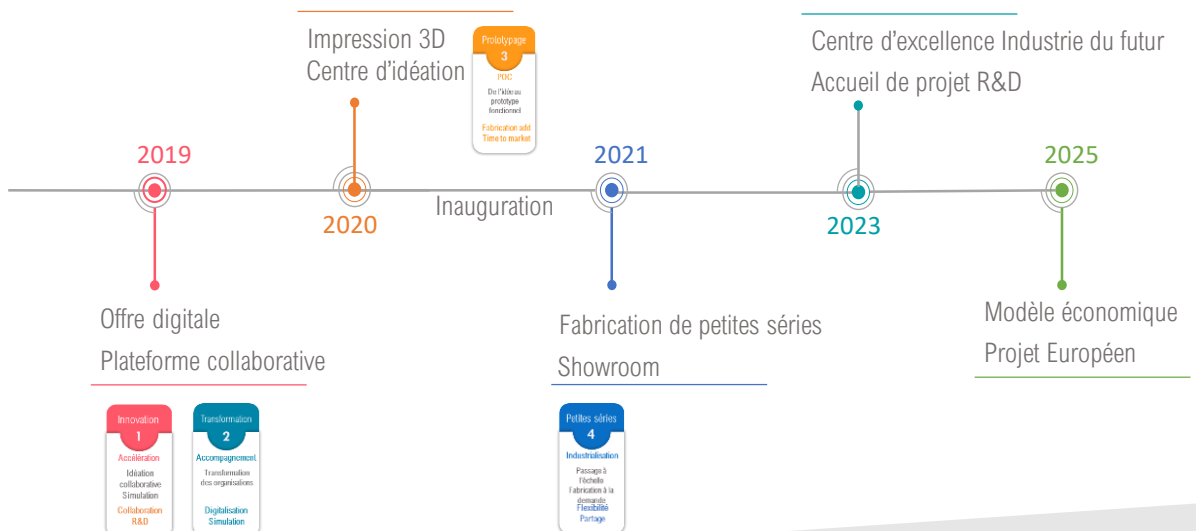 Impression 3D
Centre d'idéation
Prototypage
3
POC
De l'idée au
prototype
fonctionnel
Fabrication add
Time to market
Centre d'excellence Industrie du futur
Accueil de projet R&D
2019
2020
Inauguration
2021
2023
2025
Offre digitale
Plateforme collaborative
Fabrication de petites séries
Showroom
Modèle économique
Projet Européen
Innovation
1
Accélération
Idéation
collaborative
Simulation
Collaboration
R&D
Transformation
2
Accompagnement
Transformation
des organisations
Digitalisation
Simulation
Petites séries
4
Industrialisation
Passage à
l'échelle
Fabrication à la
demande
Flexibilité
Partage